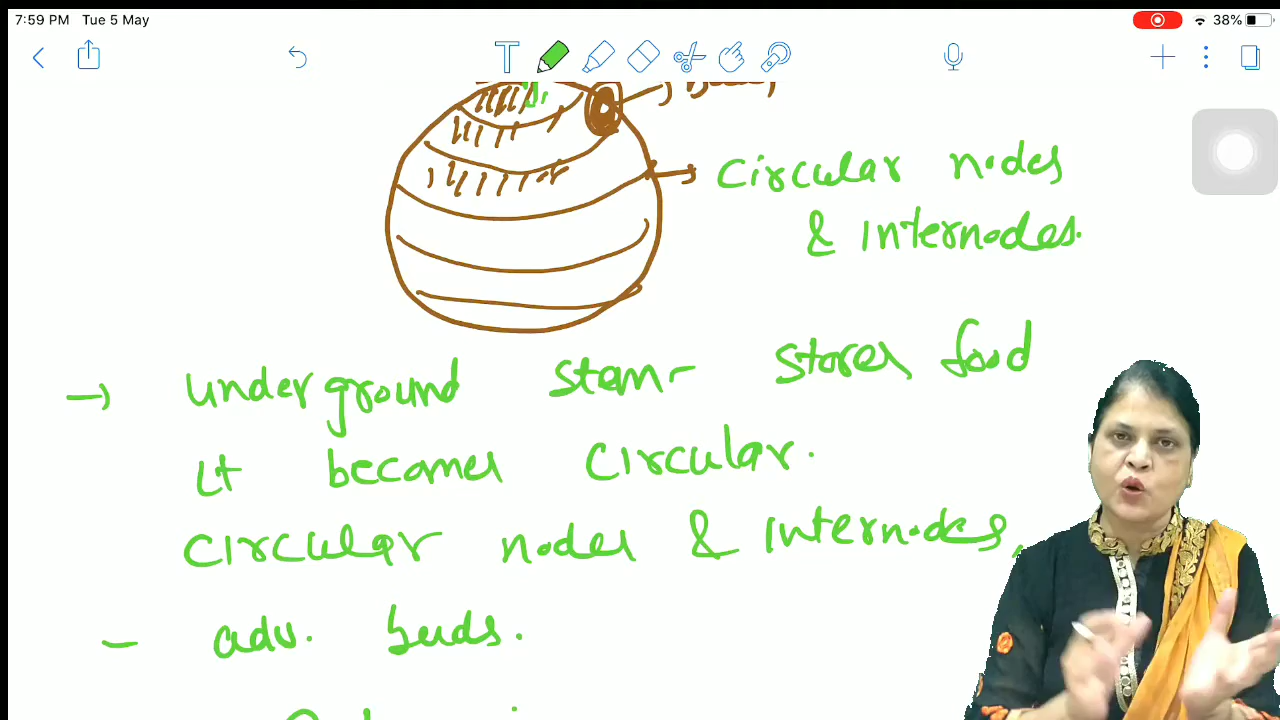 7:59 PM Tue 5 May
38%
T
Circular nodes
& Internodes.
→ underground stem - stores food
It becomes circular.
Circular nodes & Internodes,
- adv. buds.